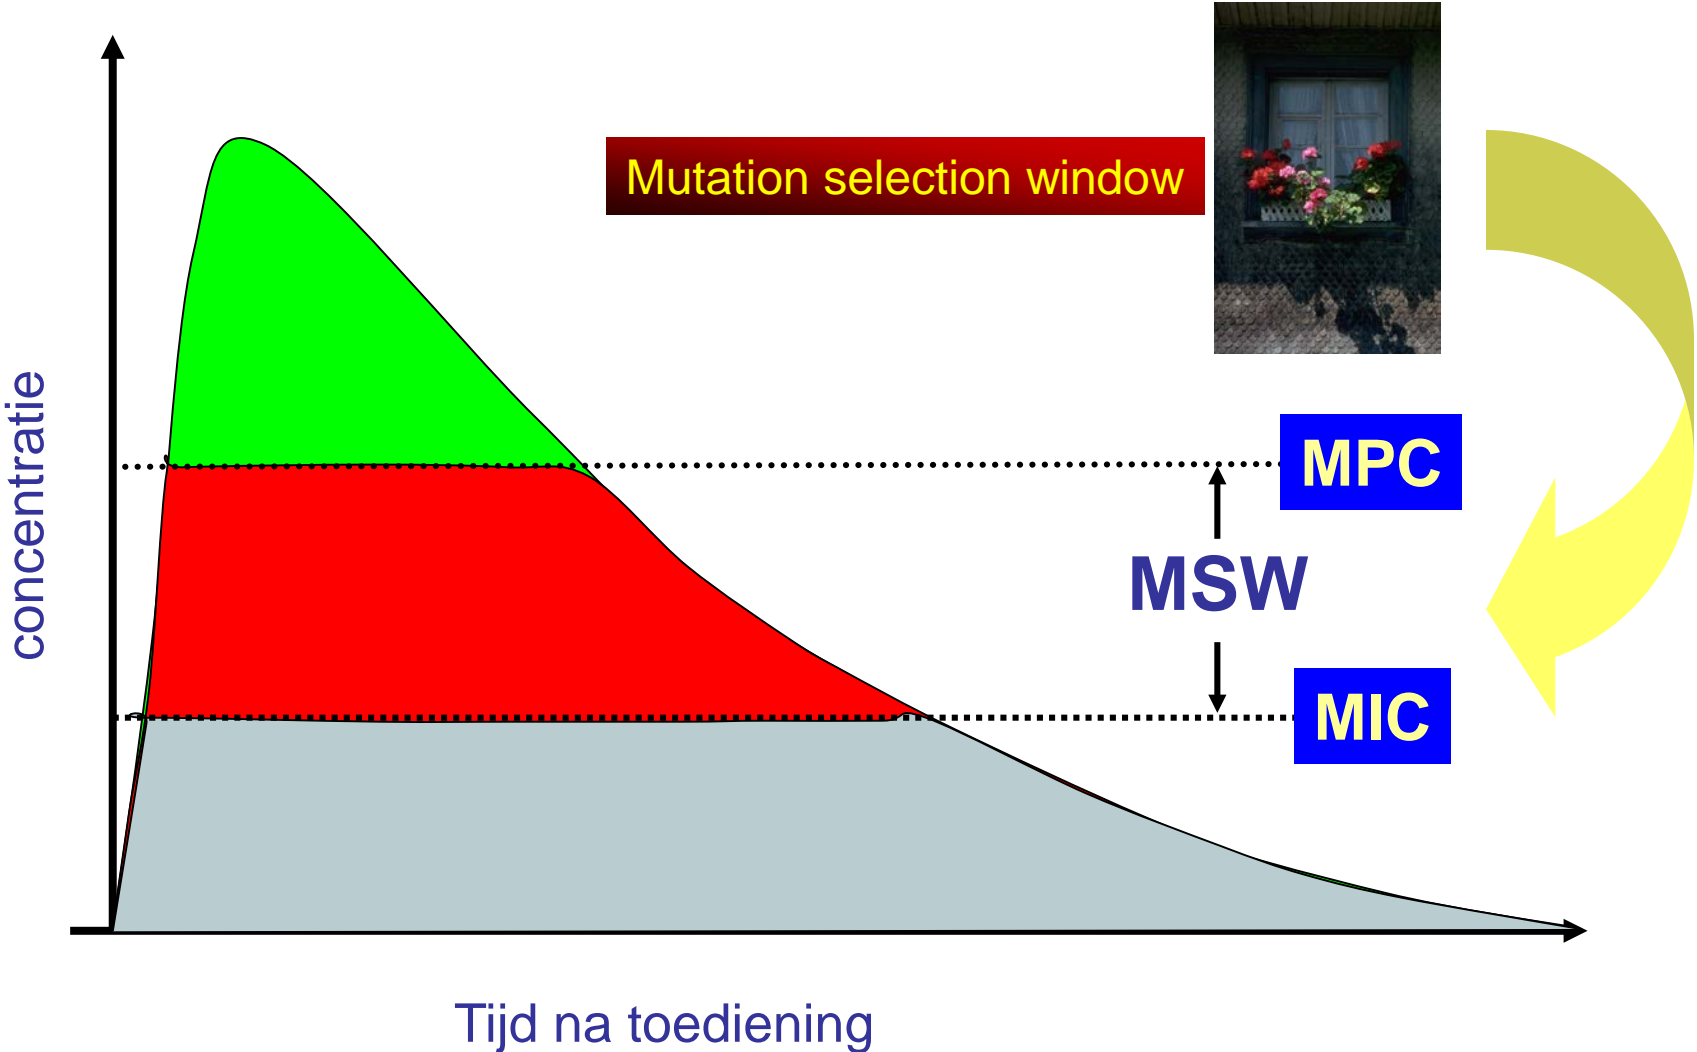 Mutation selection window
concentratie
MPC
MSW
MIC
Tijd na toediening